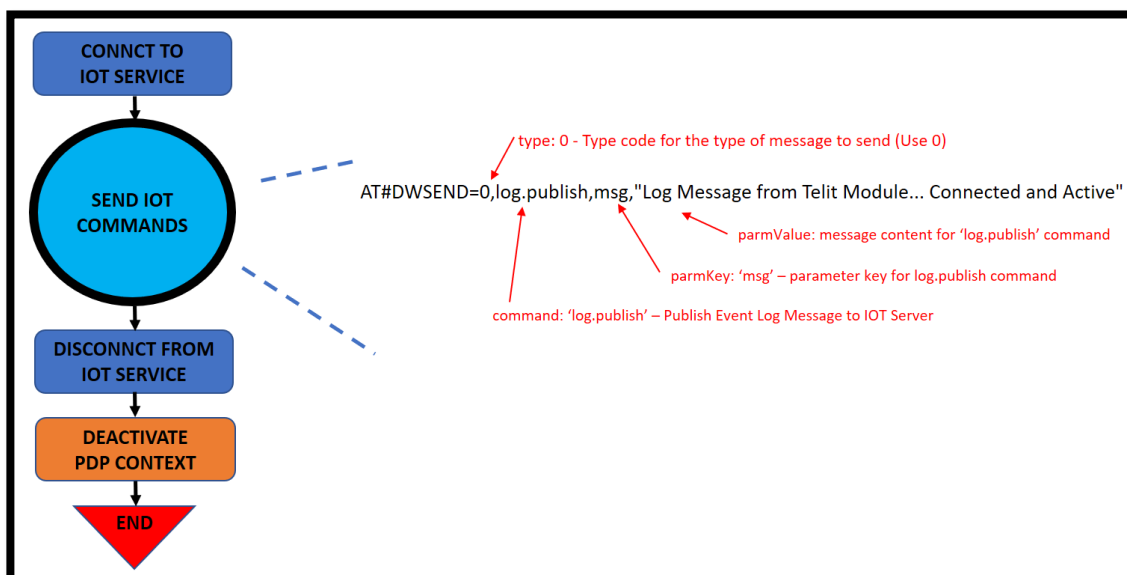 CONNCT TO
IOT SERVICE
SEND IOT
COMMANDS
DISCONNCT FROM
IOT SERVICE
DEACTIVATE
PDP CONTEXT
END
type: 0 - Type code for the type of message to send (Use 0)
AT#DWSEND=0,log.publish,msg,"Log Message from Telit Module... Connected and Active"
parmValue: message content for ‘log.publish’ command
parmKey: ‘msg’ – parameter key for log.publish command
command: ‘log.publish’ – Publish Event Log Message to IOT Server